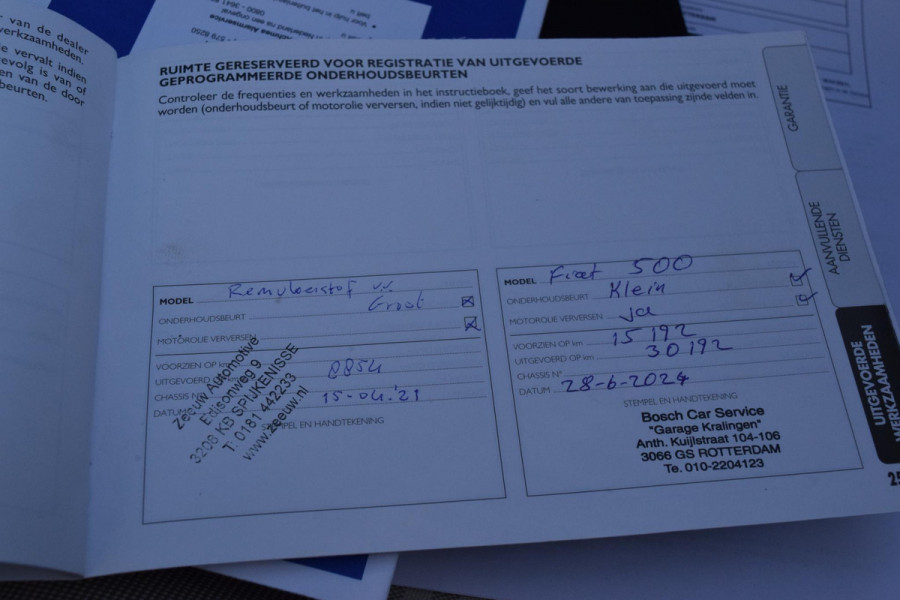 van de dealer
werkzaamheden.
e vervalt indien
evolg is van of
en van de door
beurten.
RUIMTE GERESERVEERD VOOR REGISTRATIE VAN UITGEVOERDE
GEPROGRAMMEERDE ONDERHOUDSBEURTEN
Controleer de frequenties en werkzaamheden in het instructieboek, geef het soort bewerking aan die uitgevoerd moet
worden (onderhoudsbeurt of motorolie verversen, indien niet gelijktijdig) en vul alle andere van toepassing zijnde velden in.
MODEL Remvloeistof vv.
ONDERHOUDSBEURT Groot
MOTOROLIE VERVERSEN
VOORZIEN OP km
UITGEVOERD OP km 8854
CHASSIS N°
DATUM 15-04-'21
STEMPEL EN HANDTEKENING
Zeeuw Automotive
Edisonweg 9
3208 KB SPIJKENISSE
T. 0181 442233
www.zeeuw.nl
MODEL Fiat 500
ONDERHOUDSBEURT Klein
MOTOROLIE VERVERSEN ja
VOORZIEN OP km 15192
UITGEVOERD OP km 30192
CHASSIS N°
DATUM 28-6-2024
STEMPEL EN HANDTEKENING
Bosch Car Service
"Garage Kralingen"
Anth. Kuijlstraat 104-106
3066 GS ROTTERDAM
Te. 010-2204123
GARANTIE
AANVULLENDE
DIENSTEN
UITGEVOERDE
WERKZAAMHEDEN
25